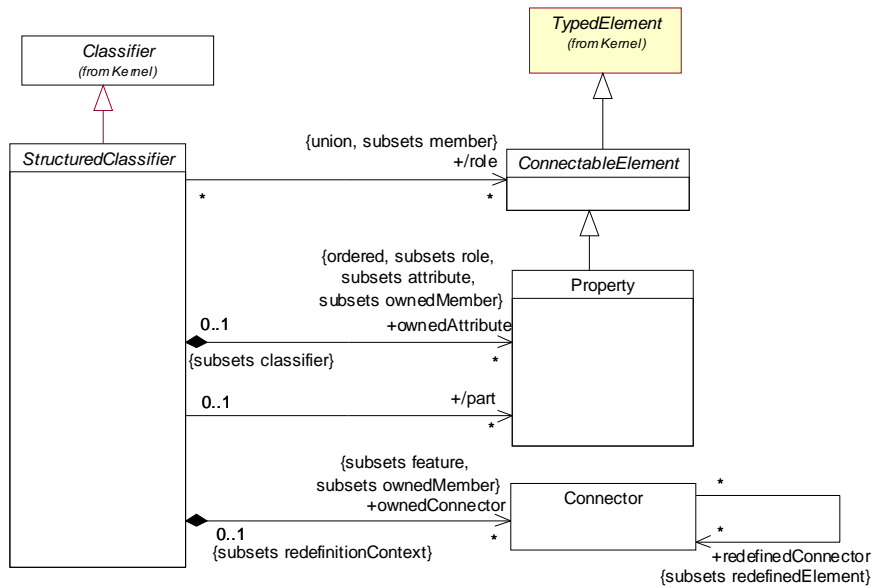 TypedElement
(from Kernel)
Classifier
(from Kernel)
StructuredClassifier
{union, subsets member}
+/role
ConnectableElement
*
*
{ordered, subsets role,
subsets attribute,
subsets ownedMember}
Property
0..1
+ownedAttribute
{subsets classifier}
*
0..1
+/part
*
{subsets feature,
subsets ownedMember}
+ownedConnector
Connector
*
0..1
*
*
{subsets redefinitionContext}
+redefinedConnector
{subsets redefinedElement}